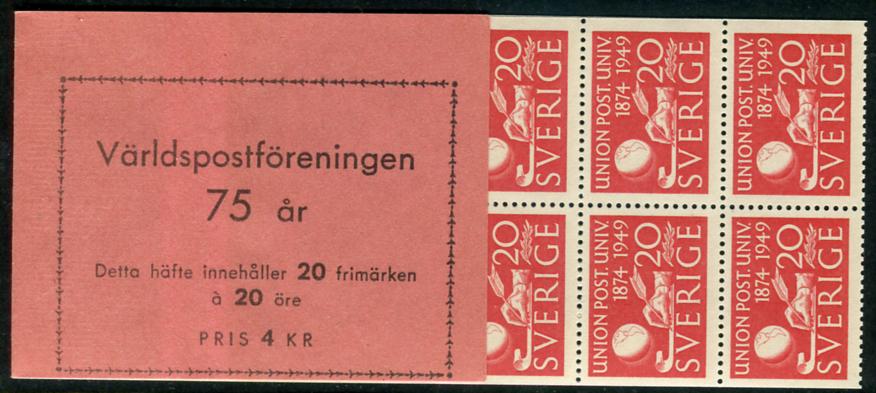 Världspostföreningen
75 år
Detta häfte innehåller 20 frimärken
à 20 öre
PRIS 4 KR
20
SVERIGE
UNION POST. UNIV.
1874-1949
20
SVERIGE
UNION POST. UNIV.
1874-1949
20
SVERIGE
20
SVERIGE
UNION POST. UNIV.
1874-1949
20
SVERIGE
UNION POST. UNIV.
1874-1949
20
SVERIGE